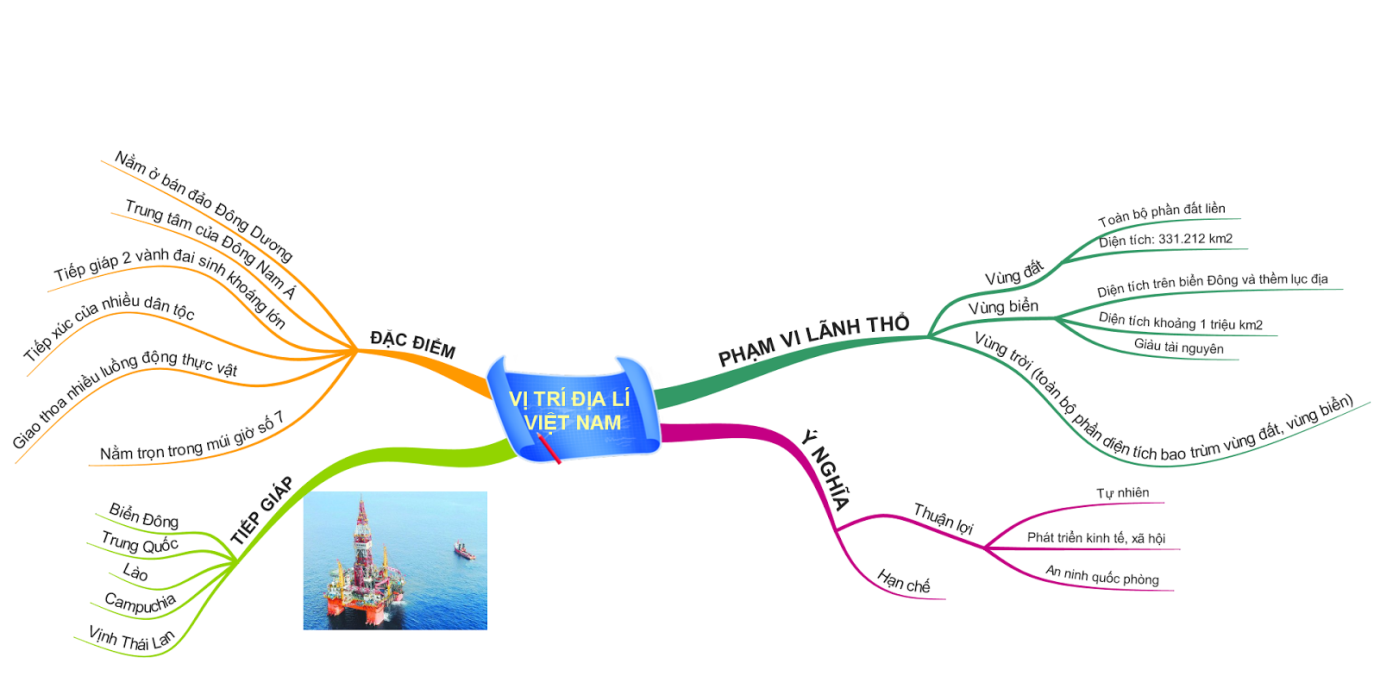 VỊ TRÍ ĐỊA LÍ
VIỆT NAM
ĐẶC ĐIỂM
Nằm ở bán đảo Đông Dương
Trung tâm của Đông Nam Á
Tiếp giáp 2 vành đai sinh khoáng lớn
Tiếp xúc của nhiều dân tộc
Giao thoa nhiều luồng động thực vật
Nằm trọn trong múi giờ số 7
TIẾP GIÁP
Biển Đông
Trung Quốc
Lào
Campuchia
Vịnh Thái Lan
PHẠM VI LÃNH THỔ
Vùng đất
Toàn bộ phần đất liền
Diện tích: 331.212 km2
Vùng biển
Diện tích trên biển Đông và thềm lục địa
Diện tích khoảng 1 triệu km2
Giáu tài nguyên
Vùng trời (toàn bộ phần diện tích bao trùm vùng đất, vùng biển)
Ý NGHĨA
Thuận lợi
Tự nhiên
Phát triển kinh tế, xã hội
An ninh quốc phòng
Hạn chế